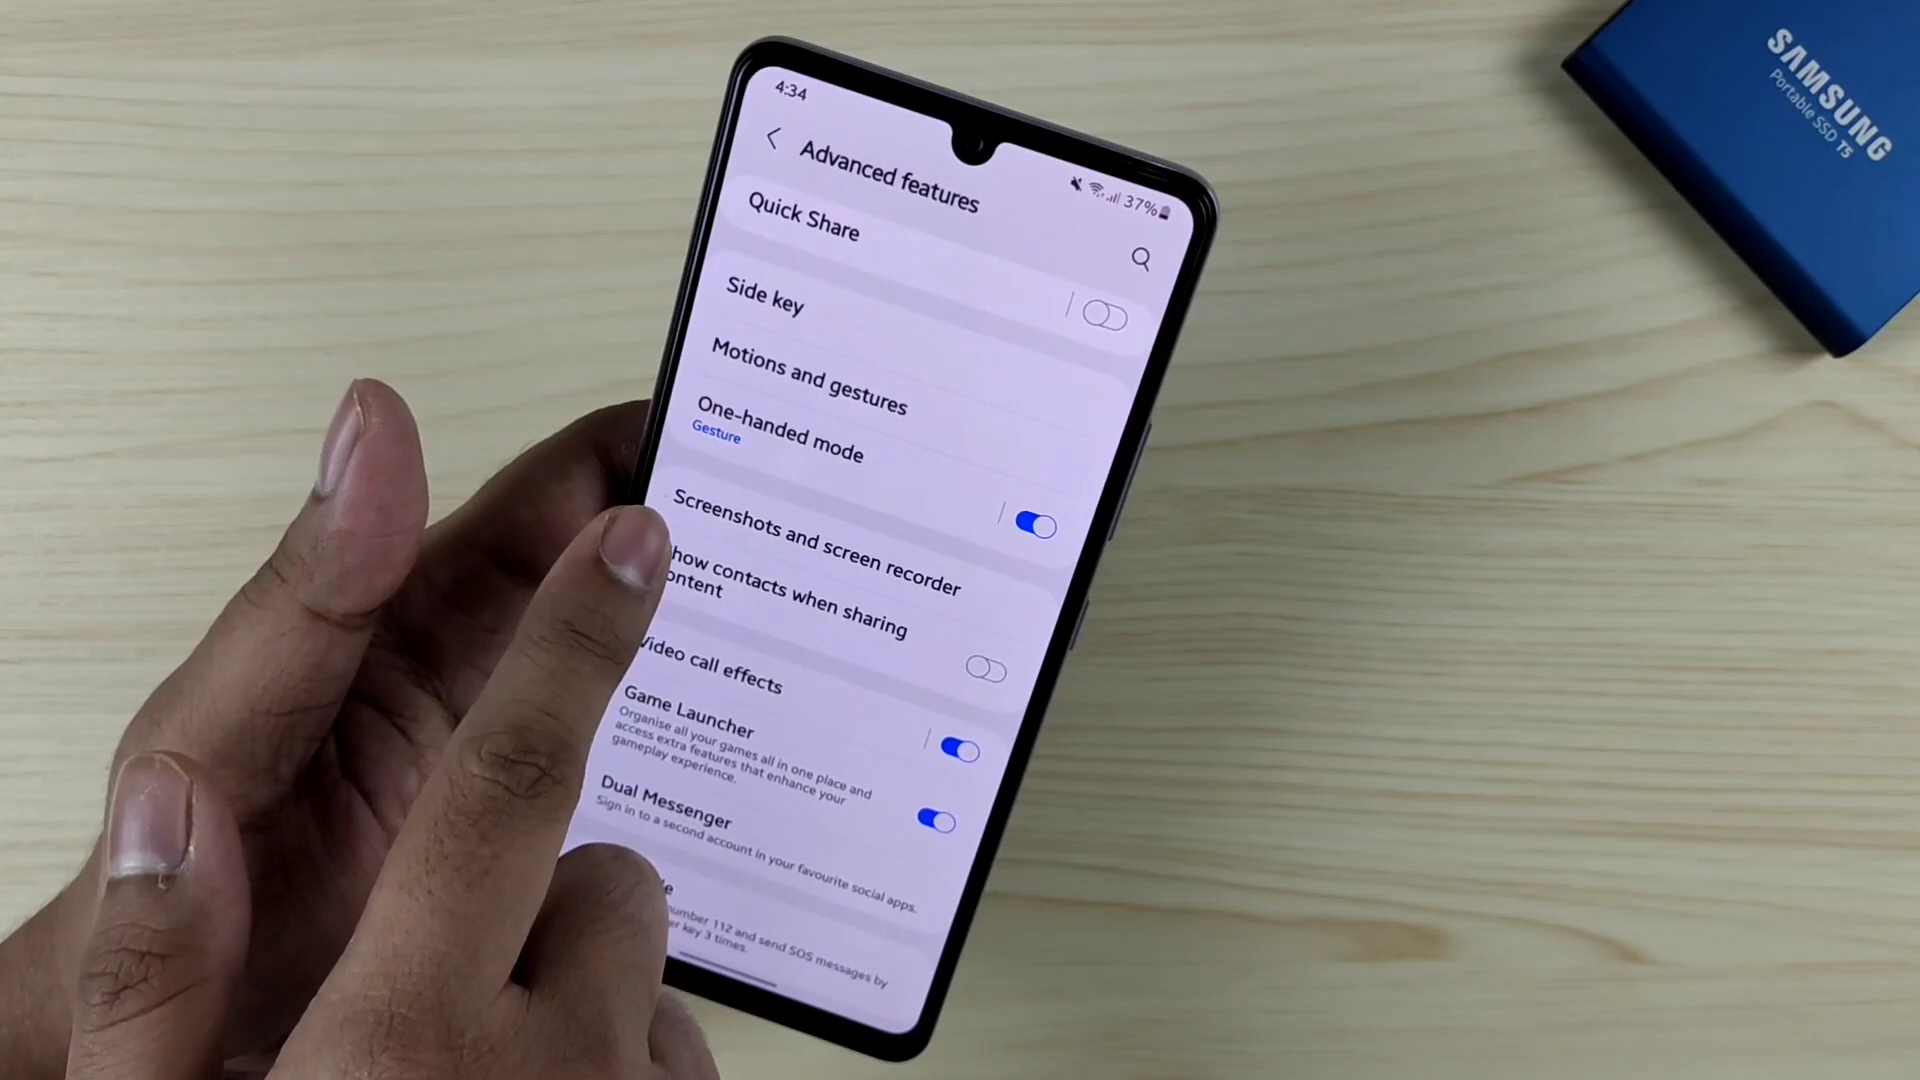 4:34
37%
Advanced features
Quick Share
Side key
Motions and gestures
One-handed mode
Gesture
Screenshots and screen recorder
how contacts when sharing
ontent
Video call effects
Game Launcher
Organise all your games all in one place and
access extra features that enhance your
gameplay experience.
Dual Messenger
Sign in to a second account in your favourite social apps.
number 112 and send SOS messages by
key 3 times.
SAMSUNG
Portable SSD T5